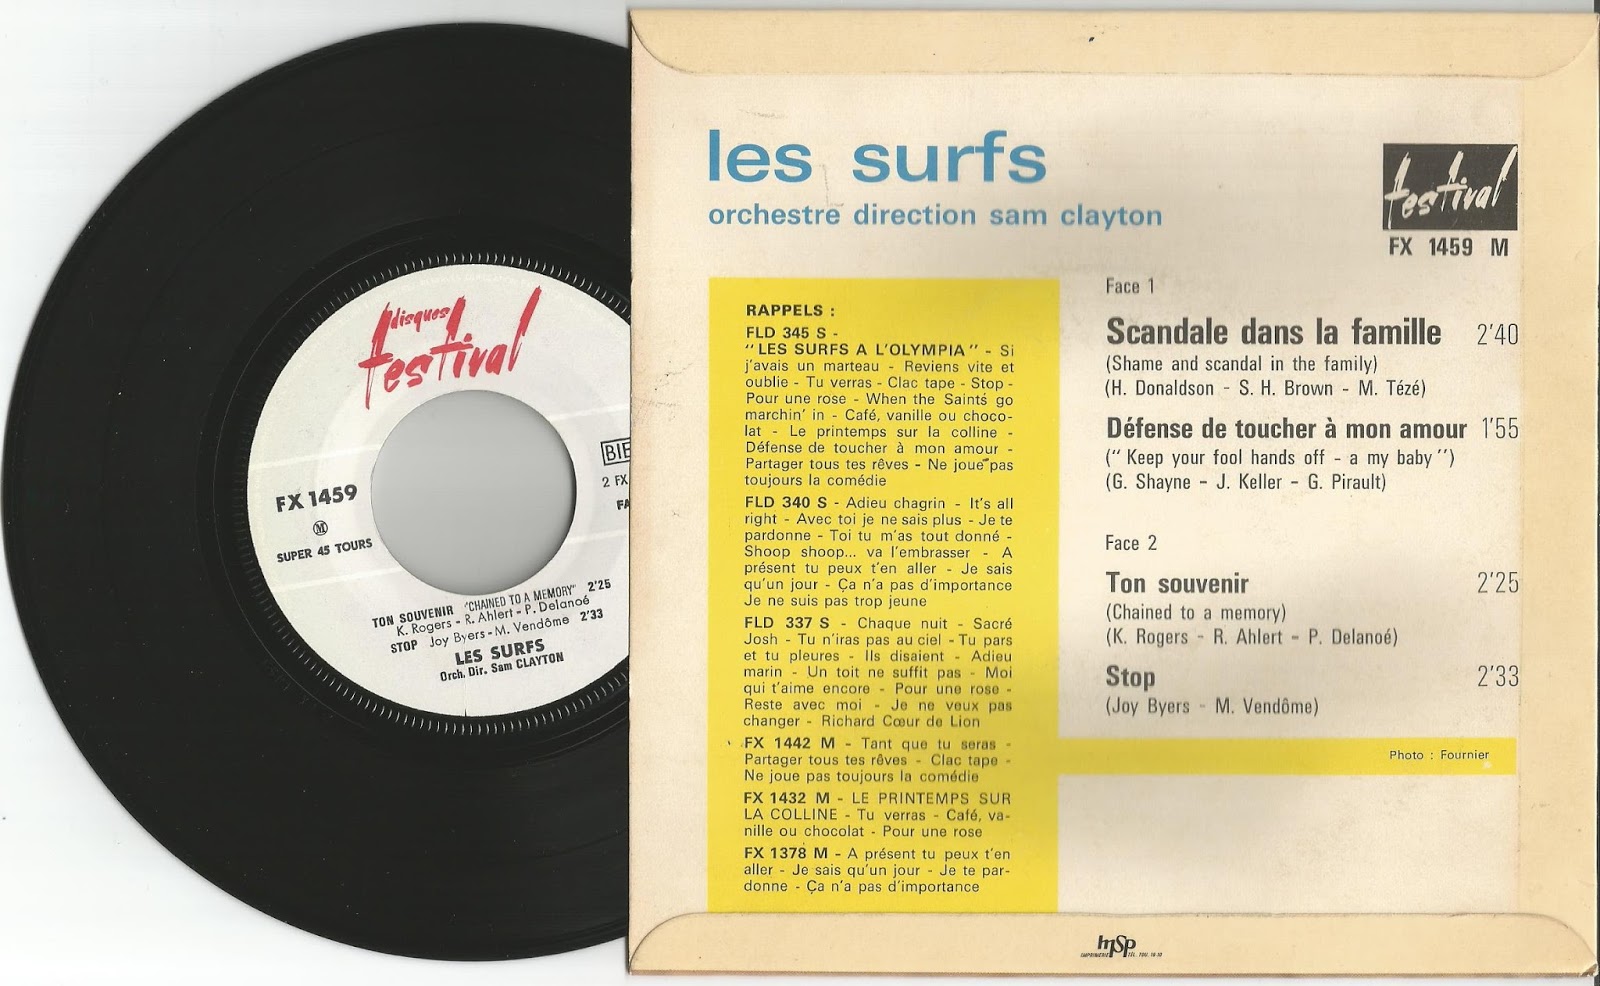 disques
festival
BIE
FX 1459
2 FX
FA
M
SUPER 45 TOURS
TON SOUVENIR "CHAINED TO A MEMORY" 2'25
K. Rogers - R. Ahlert - P. Delanoé
STOP Joy Byers - M. Vendôme 2'33
LES SURFS
Orch. Dir. Sam CLAYTON
les surfs
orchestre direction sam clayton
festival
FX 1459 M
RAPPELS :
FLD 345 S -
"LES SURFS A L'OLYMPIA" - Si
j'avais un marteau - Reviens vite et
oublie - Tu verras - Clac tape - Stop -
Pour une rose - When the Saints go
marchin' in - Café, vanille ou choco-
lat - Le printemps sur la colline -
Défense de toucher à mon amour -
Partager tous tes rêves - Ne joue pas
toujours la comédie
FLD 340 S - Adieu chagrin - It's all
right - Avec toi je ne sais plus - Je te
pardonne - Toi tu m'as tout donné -
Shoop shoop... va l'embrasser - A
présent tu peux t'en aller - Je sais
qu'un jour - Ça n'a pas d'importance
Je ne suis pas trop jeune
FLD 337 S - Chaque nuit - Sacré
Josh - Tu n'iras pas au ciel - Tu pars
et tu pleures - Ils disaient - Adieu
marin - Un toit ne suffit pas - Moi
qui t'aime encore - Pour une rose -
Reste avec moi - Je ne veux pas
changer - Richard Cœur de Lion
FX 1442 M - Tant que tu seras -
Partager tous tes rêves - Clac tape -
Ne joue pas toujours la comédie
FX 1432 M - LE PRINTEMPS SUR
LA COLLINE - Tu verras - Café, va-
nille ou chocolat - Pour une rose
FX 1378 M - A présent tu peux t'en
aller - Je sais qu'un jour - Je te par-
donne - Ça n'a pas d'importance
Face 1
Scandale dans la famille 2'40
(Shame and scandal in the family)
(H. Donaldson - S. H. Brown - M. Tézé)
Défense de toucher à mon amour 1'55
("Keep your fool hands off - a my baby")
(G. Shayne - J. Keller - G. Pirault)
Face 2
Ton souvenir 2'25
(Chained to a memory)
(K. Rogers - R. Ahlert - P. Delanoé)
Stop 2'33
(Joy Byers - M. Vendôme)
Photo : Fournier
IMPRIMERIE